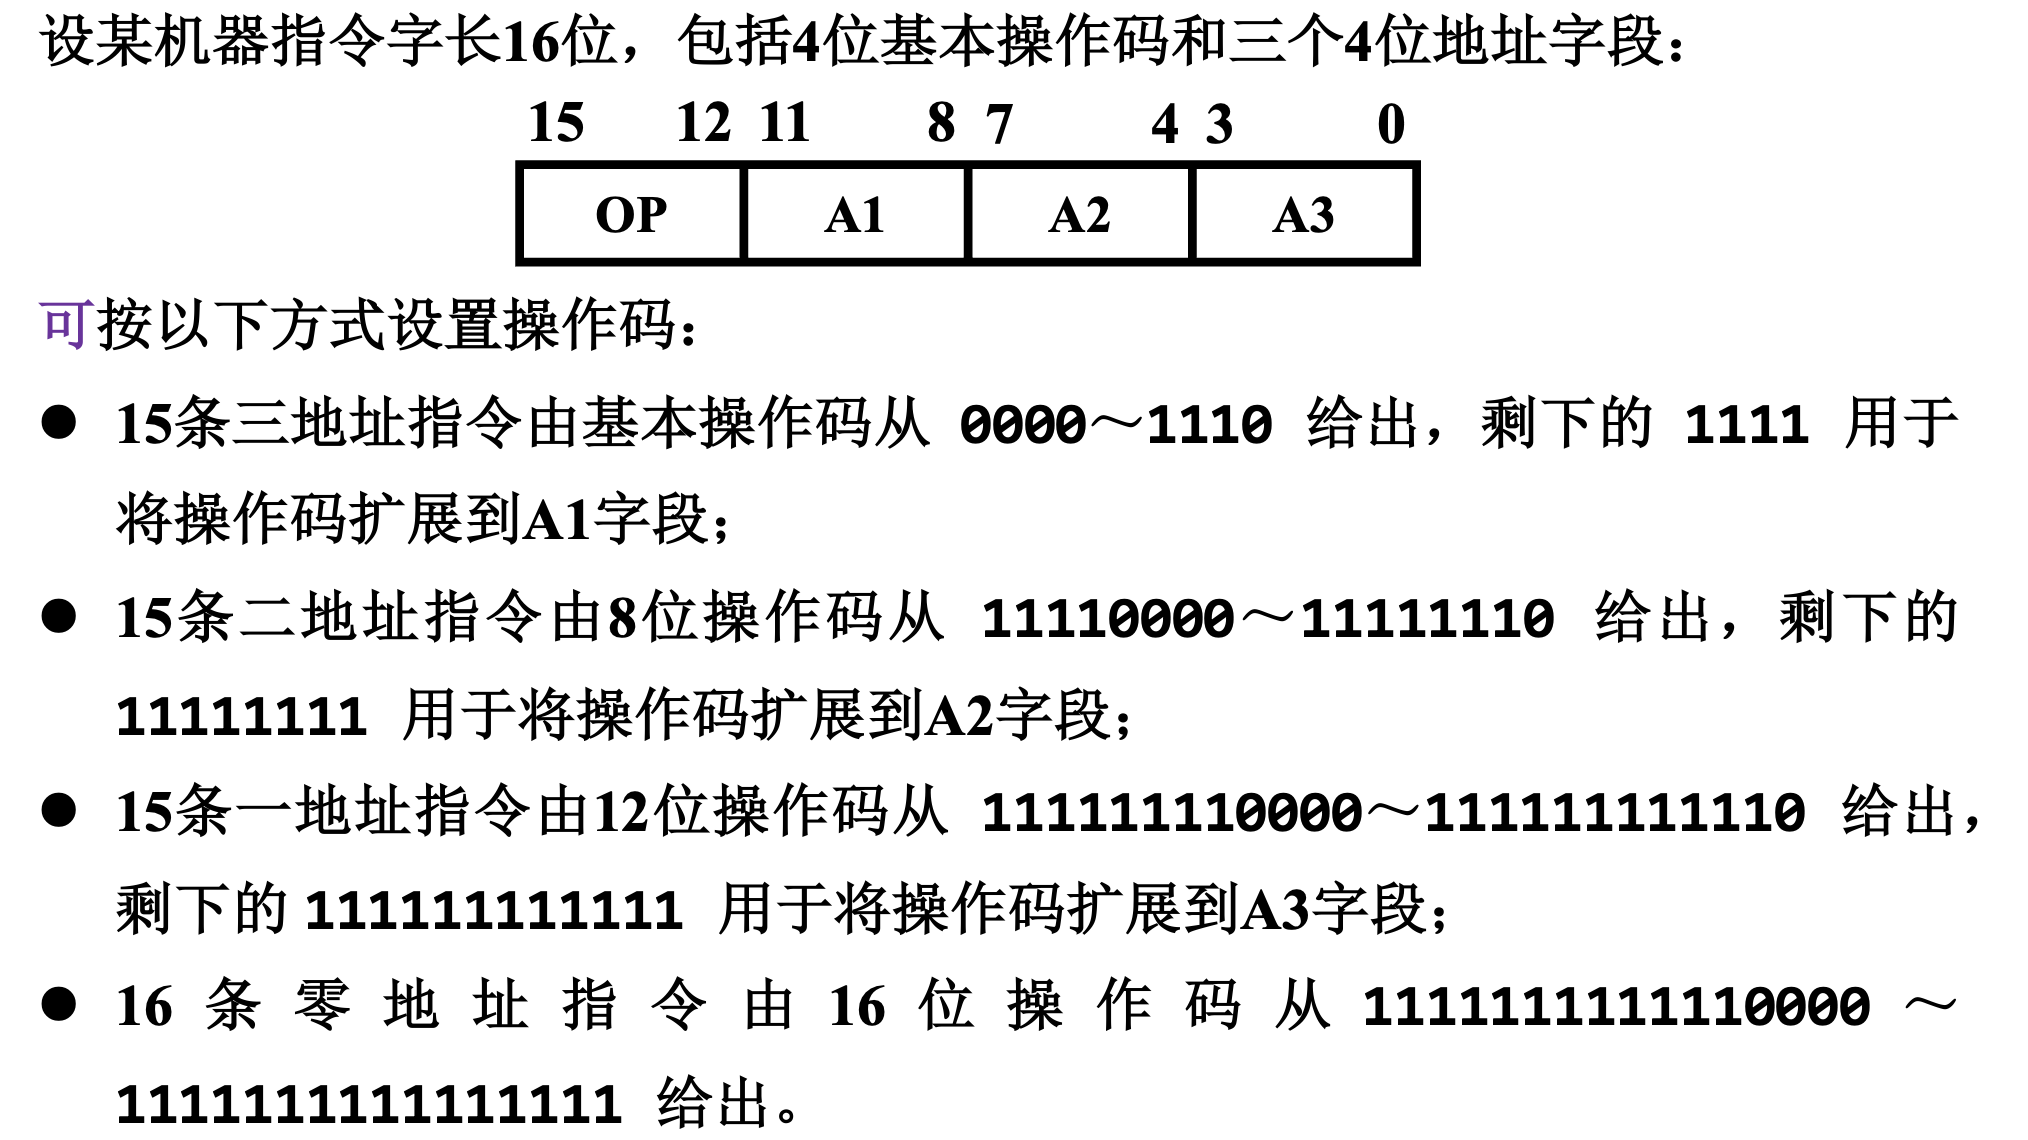 设某机器指令字长16位，包括4位基本操作码和三个4位地址字段：
15 12 11 8 7 4 3 0
OP A1 A2 A3
可按以下方式设置操作码：
● 15条三地址指令由基本操作码从 0000～1110 给出，剩下的 1111 用于
将操作码扩展到A1字段；
● 15条二地址指令由8位操作码从 11110000～11111110 给出，剩下的
11111111 用于将操作码扩展到A2字段；
● 15条一地址指令由12位操作码从 111111110000～111111111110 给出，
剩下的 111111111111 用于将操作码扩展到A3字段；
● 16 条 零 地 址 指 令 由 16 位 操 作 码 从 1111111111110000 ～
1111111111111111 给出。